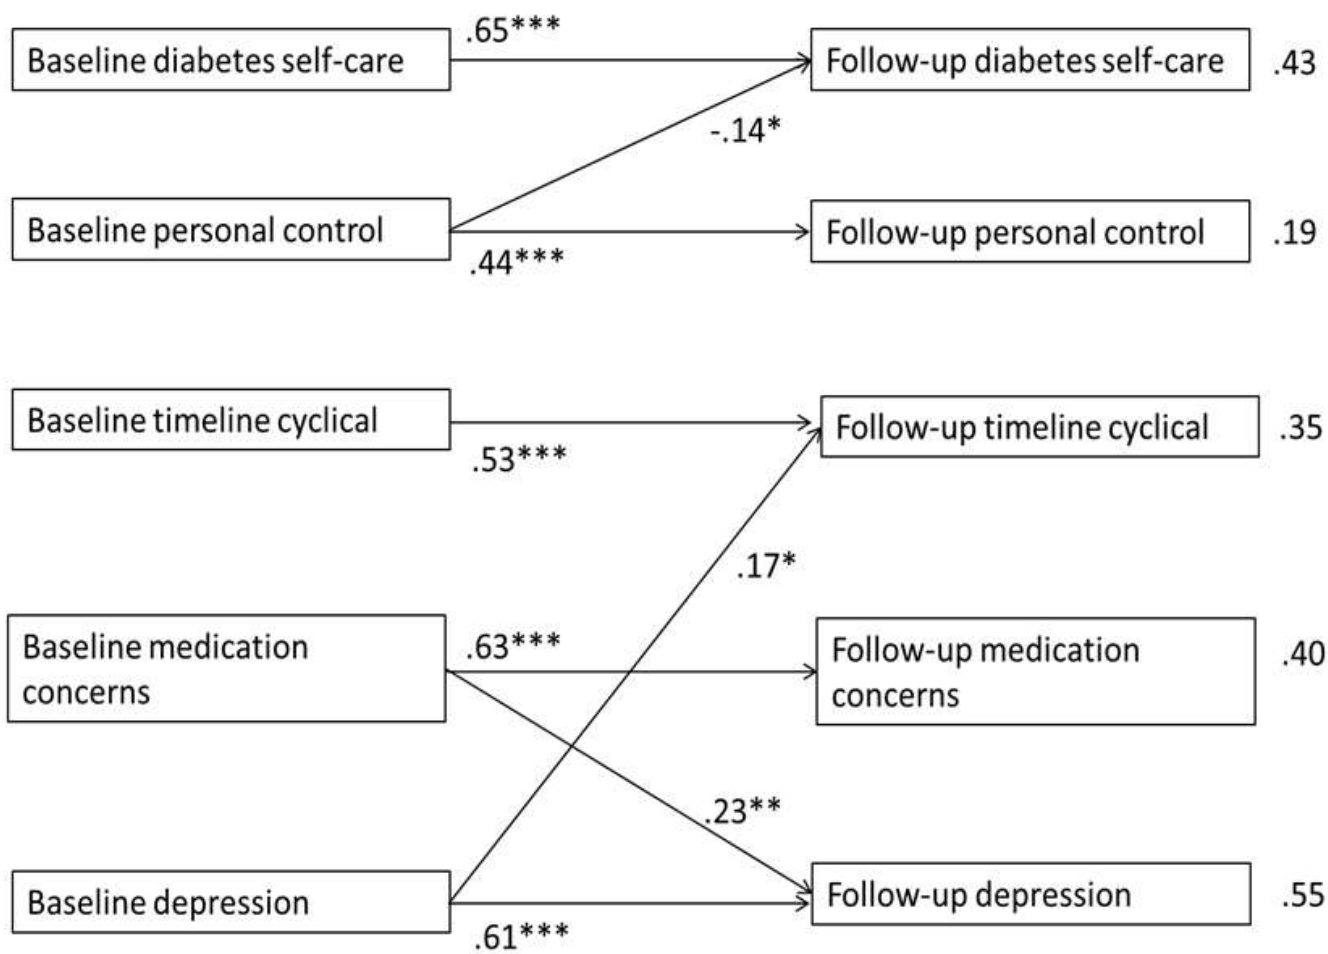 .65***
Baseline diabetes self-care
Follow-up diabetes self-care
.43
-.14*
Baseline personal control
Follow-up personal control
.19
.44***
Baseline timeline cyclical
Follow-up timeline cyclical
.35
.53***
.17*
Baseline medication
concerns
.63***
Follow-up medication
concerns
.40
.23**
Baseline depression
Follow-up depression
.55
.61***